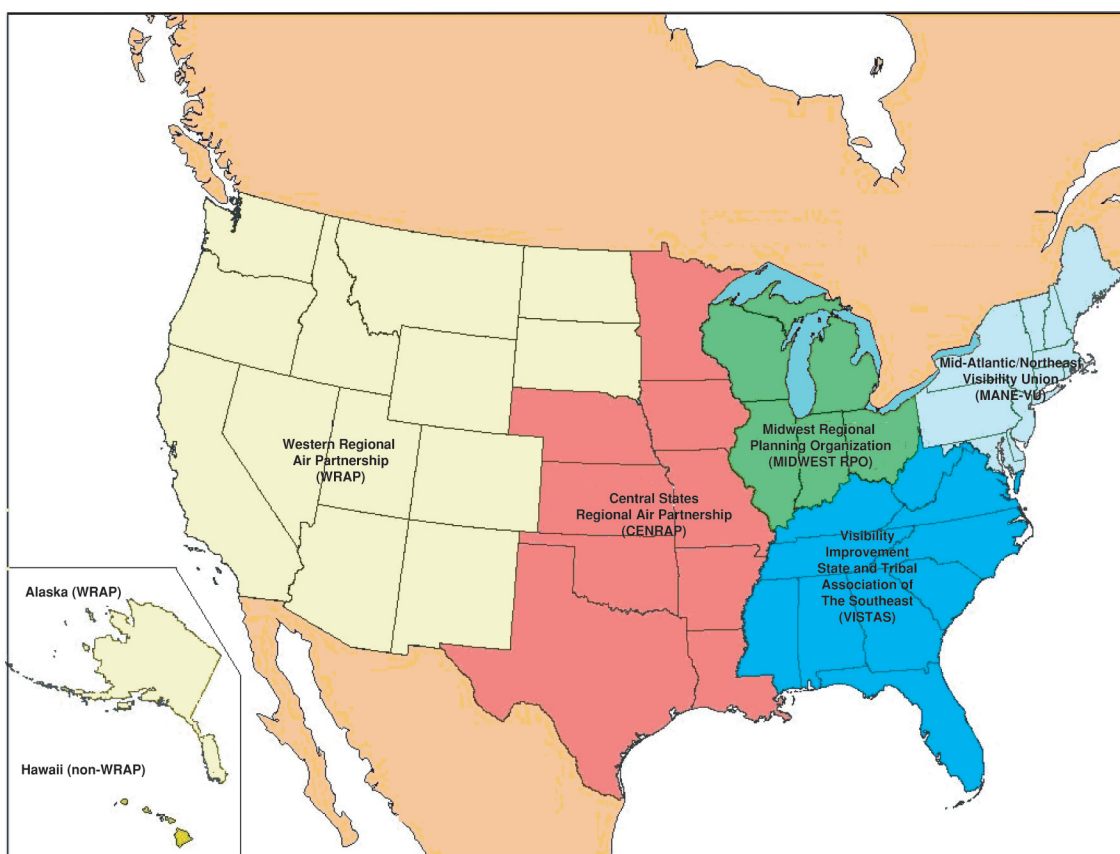 Mid-Atlantic/Northeast
Visibility Union
(MANE-VU)
Midwest Regional
Planning Organization
(MIDWEST RPO)
Western Regional
Air Partnership
(WRAP)
Central States
Regional Air Partnership
(CENRAP)
Visibility
Improvement
State and Tribal
Association of
The Southeast
(VISTAS)
Alaska (WRAP)
Hawaii (non-WRAP)